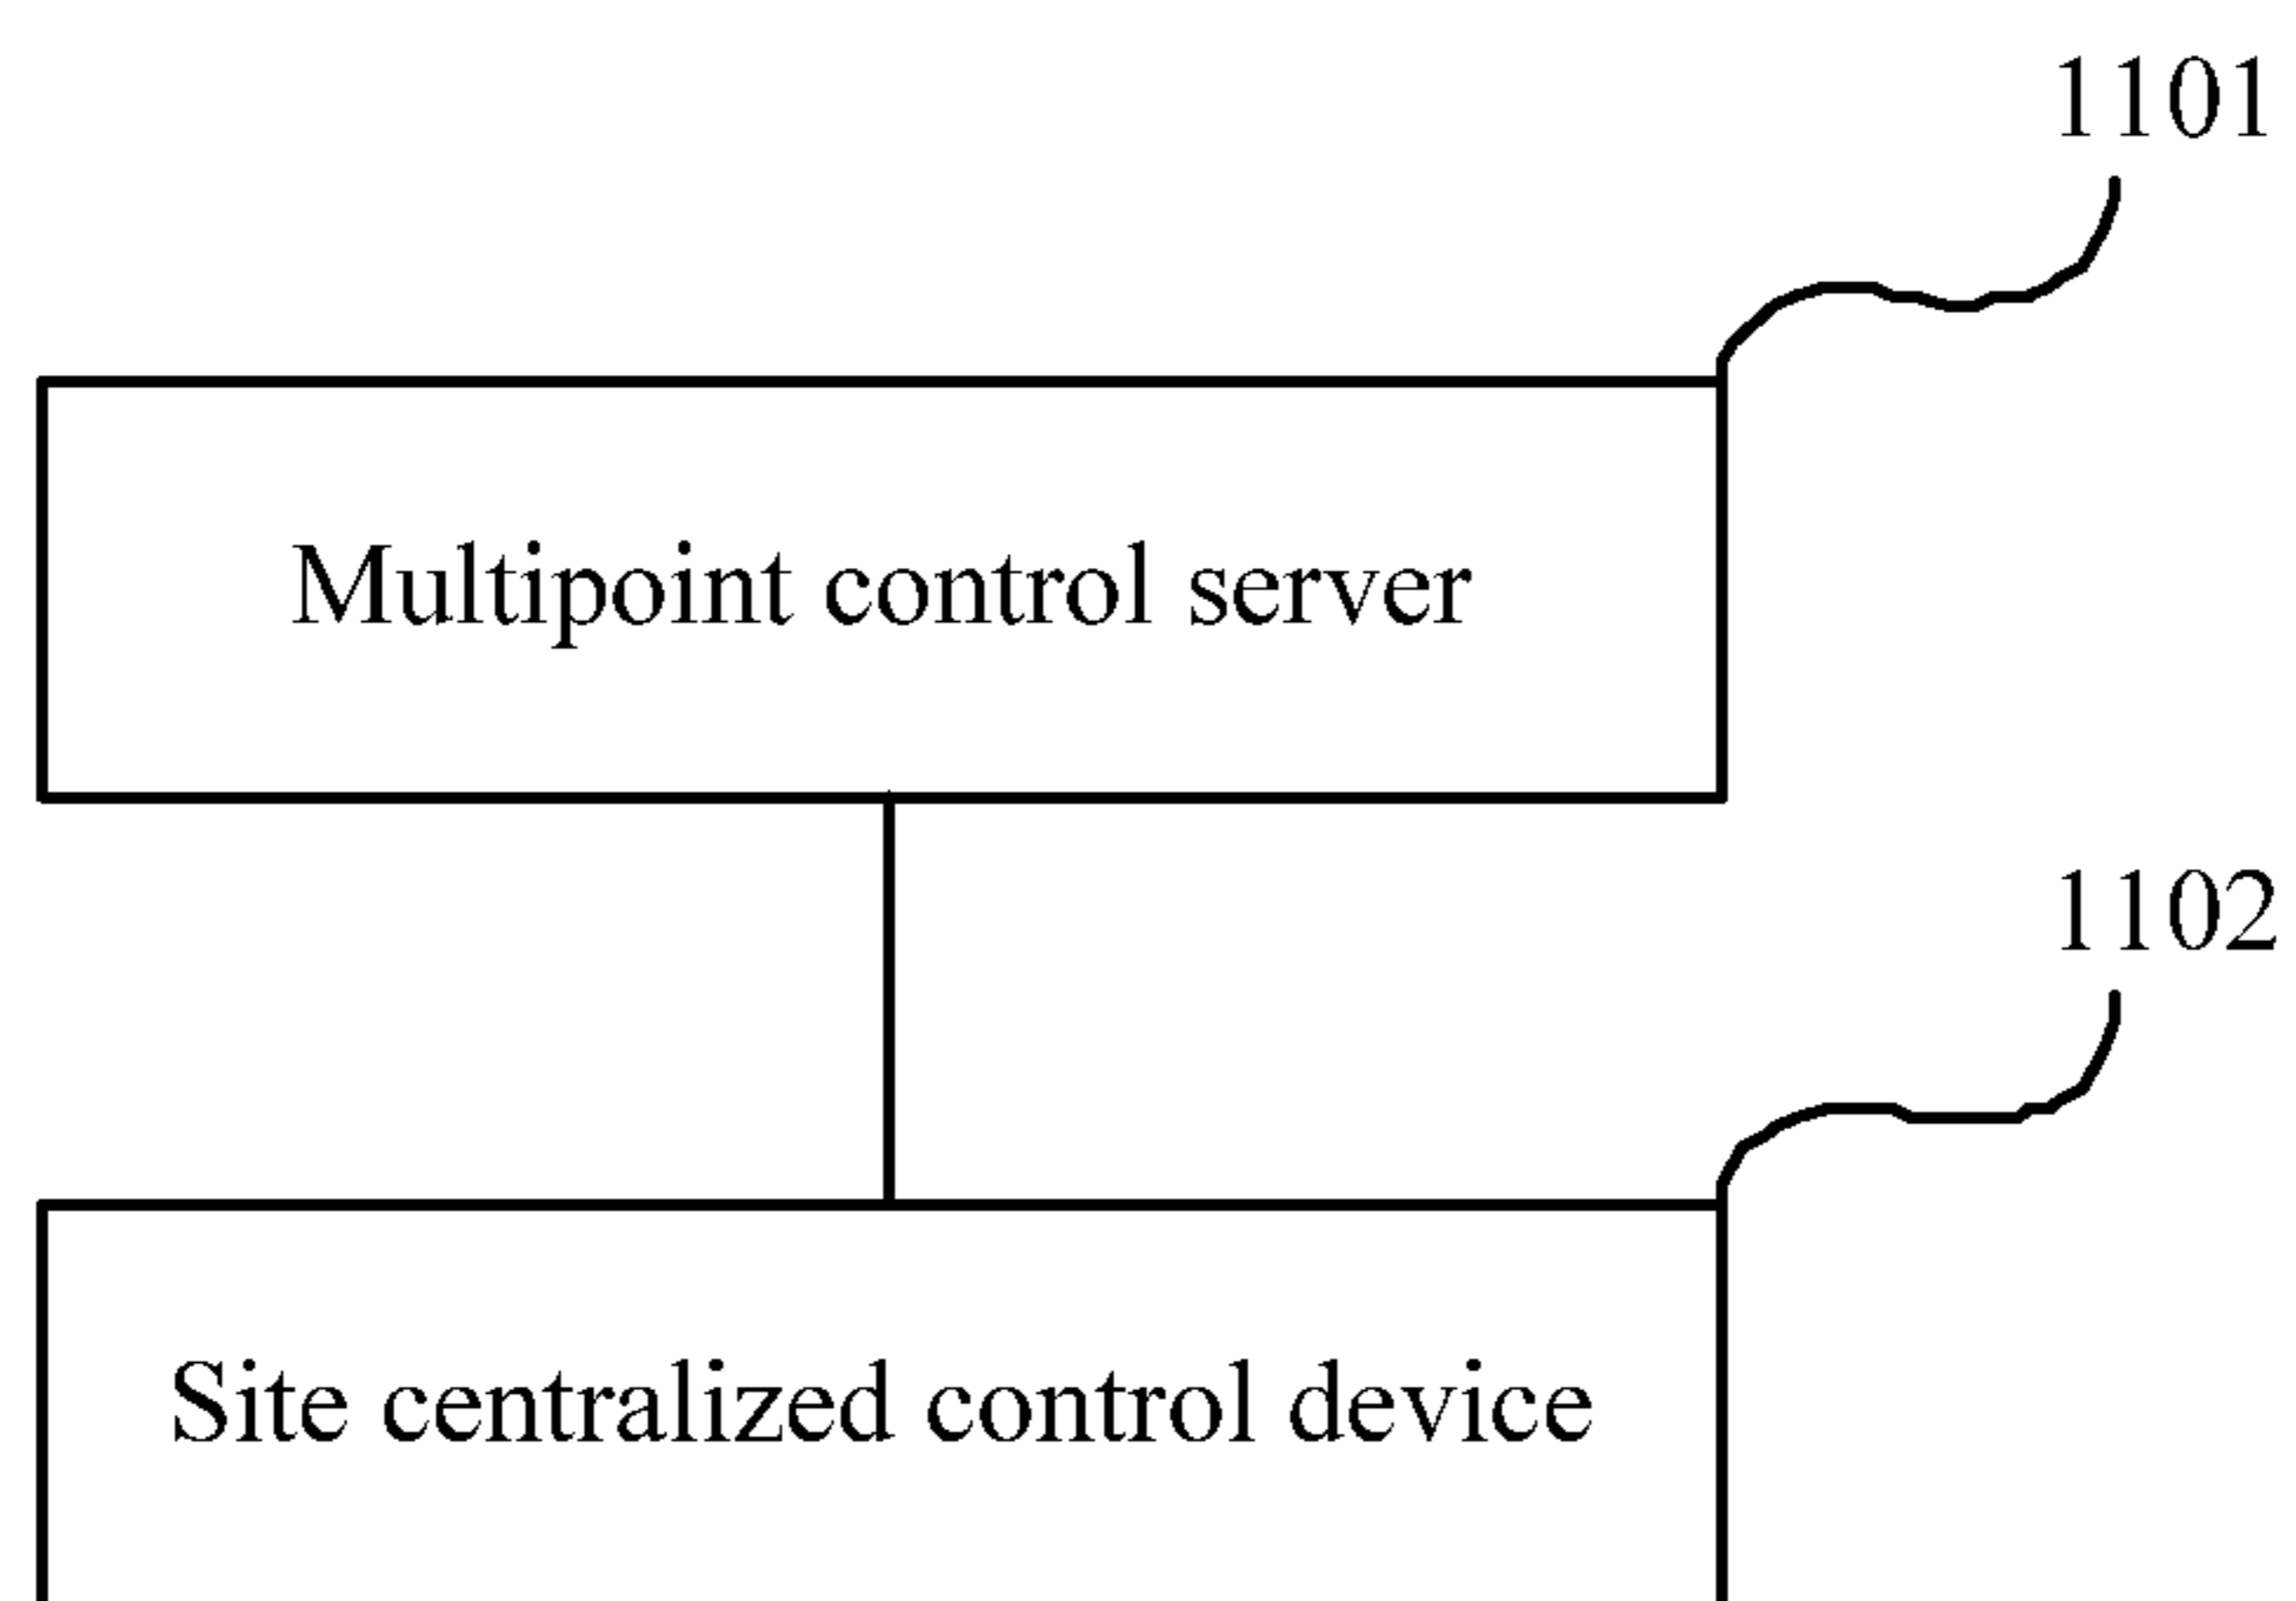 1101
Multipoint control server
1102
Site centralized control device